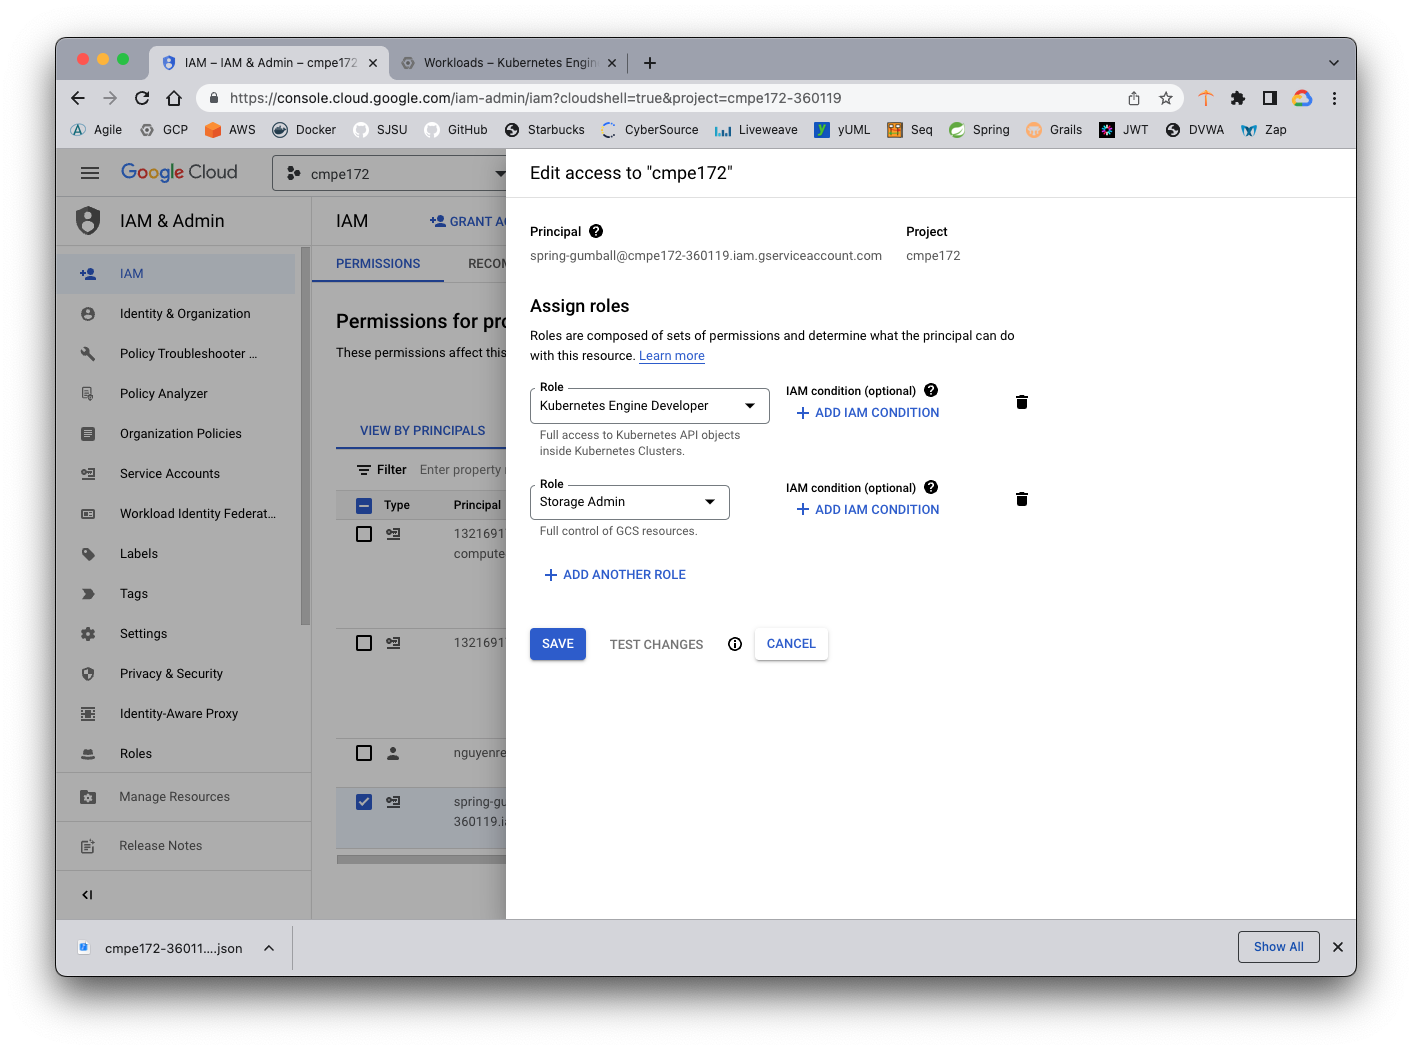 IAM – IAM & Admin – cmpe172
Workloads – Kubernetes Engin
https://console.cloud.google.com/iam-admin/iam?cloudshell=true&project=cmpe172-360119
Agile GCP AWS Docker SJSU GitHub Starbucks CyberSource Liveweave yUML Seq Spring Grails JWT DVWA Zap
Google Cloud
cmpe172
IAM & Admin
IAM
Identity & Organization
Policy Troubleshooter ...
Policy Analyzer
Organization Policies
Service Accounts
Workload Identity Federat...
Labels
Tags
Settings
Privacy & Security
Identity-Aware Proxy
Roles
Manage Resources
Release Notes
IAM
GRANT AC
PERMISSIONS
RECOM
Permissions for pro
These permissions affect this
VIEW BY PRINCIPALS
Filter Enter property
Type Principal
1321691
compute
1321691
nguyenre
spring-gu
360119.ia
Edit access to "cmpe172"
Principal
spring-gumball@cmpe172-360119.iam.gserviceaccount.com
Project
cmpe172
Assign roles
Roles are composed of sets of permissions and determine what the principal can do
with this resource. Learn more
Role
Kubernetes Engine Developer
Full access to Kubernetes API objects
inside Kubernetes Clusters.
IAM condition (optional)
ADD IAM CONDITION
Role
Storage Admin
Full control of GCS resources.
IAM condition (optional)
ADD IAM CONDITION
ADD ANOTHER ROLE
SAVE
TEST CHANGES
CANCEL
cmpe172-36011....json
Show All